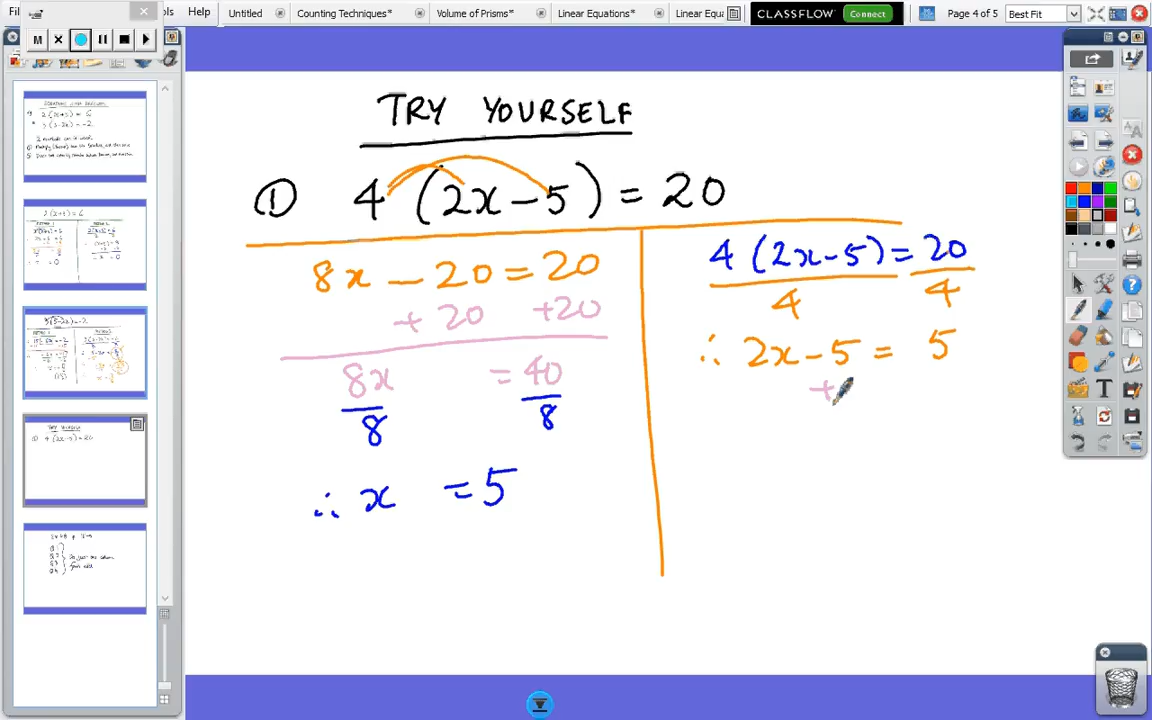 Help
Untitled
Counting Techniques*
Volume of Prisms*
Linear Equations*
Linear Equa
CLASSFLOW
Connect
Page 4 of 5
Best Fit
M
TRY YOURSELF
① 4 (2x - 5) = 20
8x - 20 = 20
+ 20 +20
8x = 40
8 8
∴ x = 5
4 (2x - 5) = 20
4 4
∴ 2x - 5 = 5
+